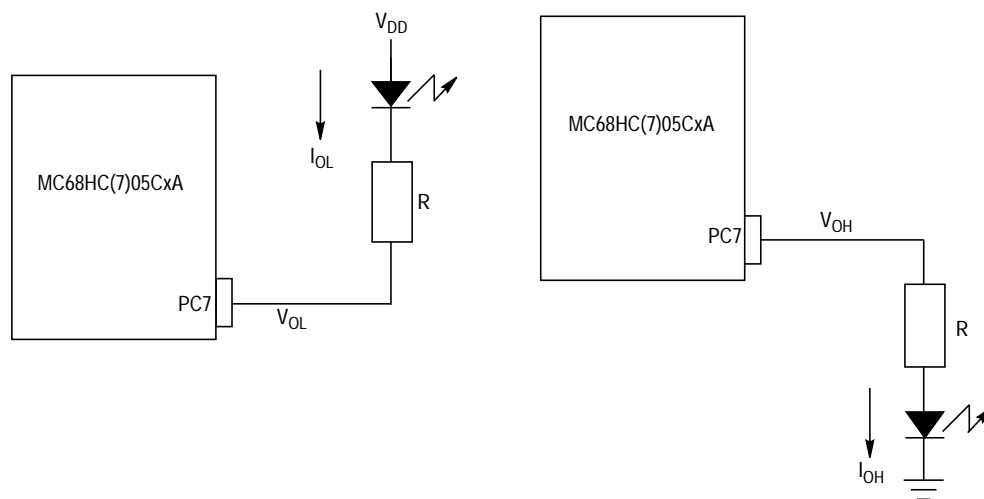 V_DD
I_OL
MC68HC(7)05CxA
R
PC7
V_OL
MC68HC(7)05CxA
PC7
V_OH
R
I_OH